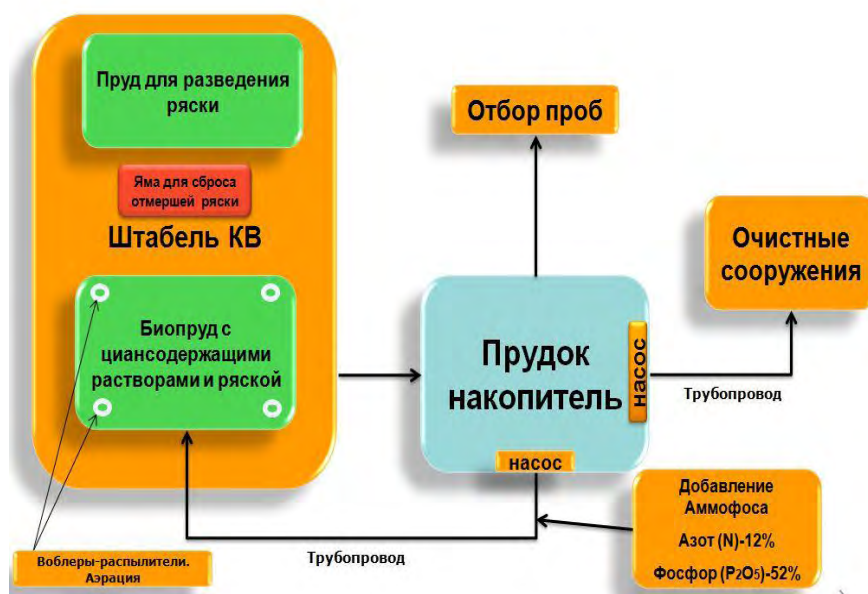 Пруд для разведения
ряски
Яма для сброса
отмершей ряски
Штабель КВ
Биопруд с
циансодержащими
растворами и ряской
Воблеры-распылители.
Аэрация
Отбор проб
Прудок
накопитель
насос
насос
Очистные
сооружения
Трубопровод
Трубопровод
Добавление
Аммофоса
Азот (N)-12%
Фосфор (P₂O₅)-52%